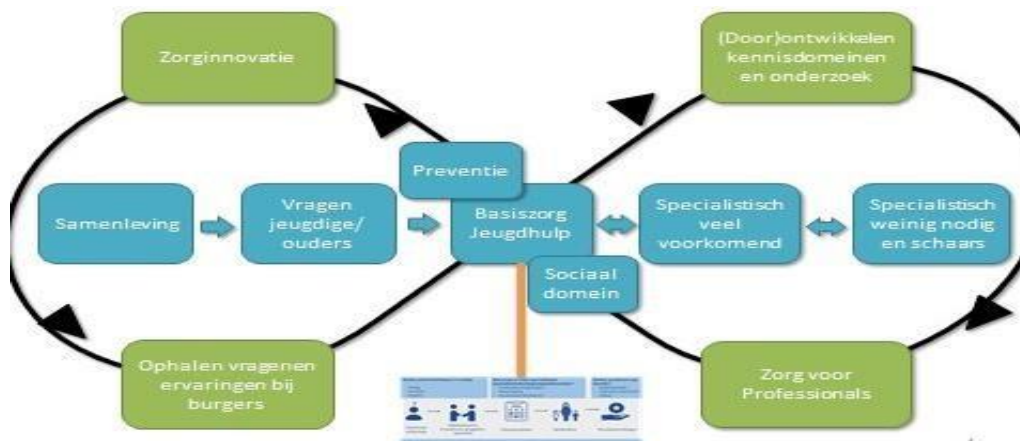 Zorginnovatie
{Door}ontwikkelen
kennisdomeinen
en onderzoek
Preventie
Samenleving
Vragen
jeugdige/
ouders
Basiszorg
Jeugdhulp
Specialistisch
veel
voorkomend
Specialistisch
weinig nodig
en schaars
Sociaal
domein
Ophalen vragenen
ervaringen bij
burgers
Zorg voor
Professionals